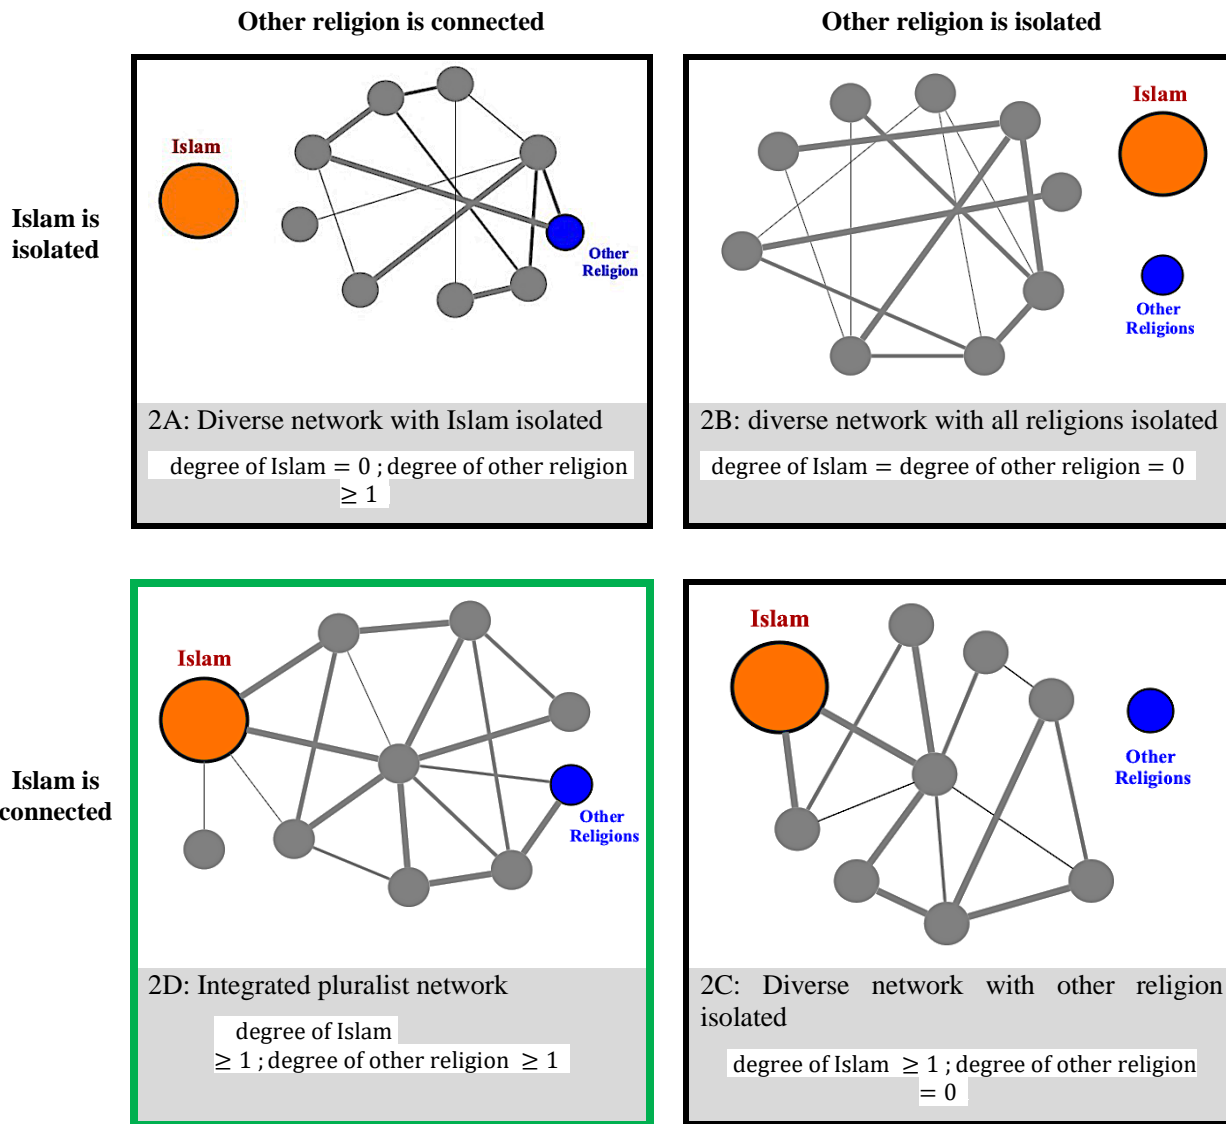 Other religion is connected
Other religion is isolated
Islam is
isolated
Islam
Other
Religion
2A: Diverse network with Islam isolated
degree of Islam = 0 ; degree of other religion
≥ 1
Islam
Other
Religions
2B: diverse network with all religions isolated
degree of Islam = degree of other religion = 0
Islam is
connected
Islam
Other
Religions
2D: Integrated pluralist network
degree of Islam
≥ 1 ; degree of other religion ≥ 1
Islam
Other
Religions
2C: Diverse network with other religion
isolated
degree of Islam ≥ 1 ; degree of other religion
= 0